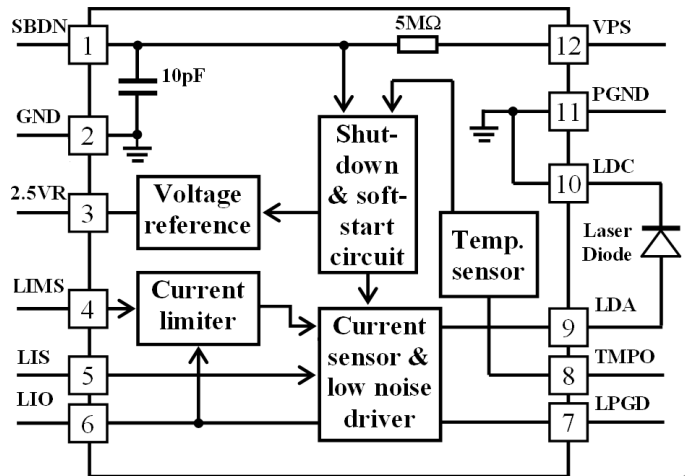 SBDN
1
5MΩ
12
VPS
10pF
GND
2
11
PGND
Shut-
down
& soft-
start
circuit
10
LDC
2.5VR
3
Voltage
reference
Temp.
sensor
Laser
Diode
LIMS
4
Current
limiter
Current
sensor &
low noise
driver
9
LDA
LIS
5
8
TMPO
LIO
6
7
LPGD